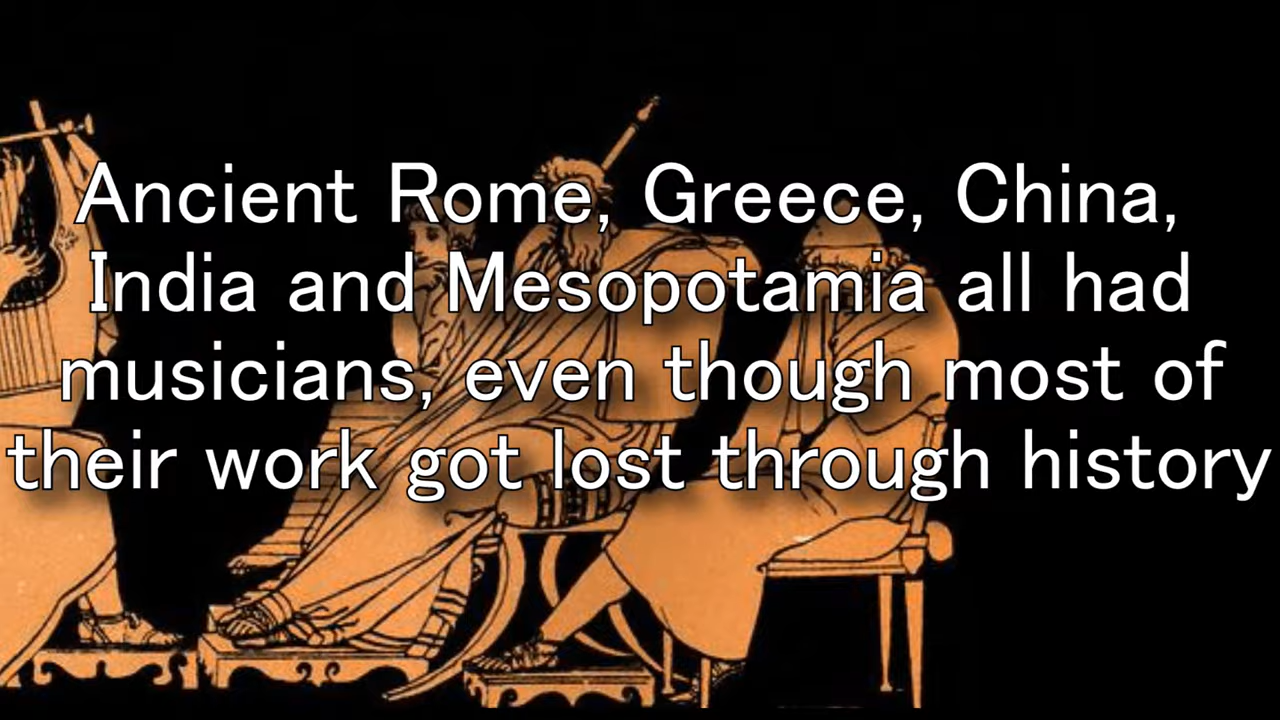 Ancient Rome, Greece, China,
India and Mesopotamia all had
musicians, even though most of
their work got lost through history